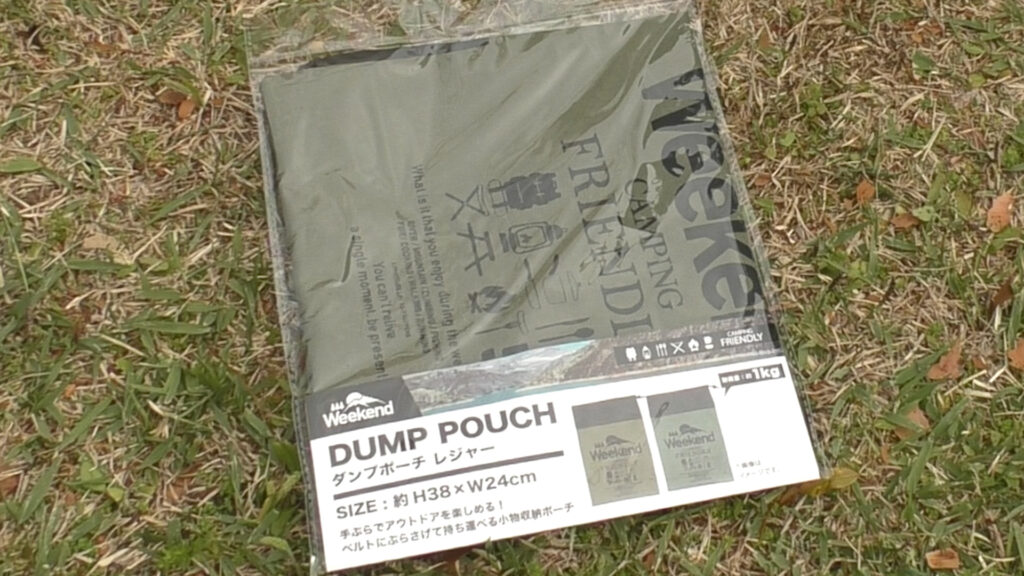 Weeke
CAMPING
FRIENDL
What is it that you enjoy during the we
You can't relive
a single moment, be presen
CAMPING
FRIENDLY
Weekend
DUMP POUCH
ダンプポーチ レジャー
SIZE：約 H38×W24cm
手ぶらでアウトドアを楽しめる！
ベルトにぶらさげて持ち運べる小物収納ポーチ
耐荷重：約1kg
Weekend
Weekend